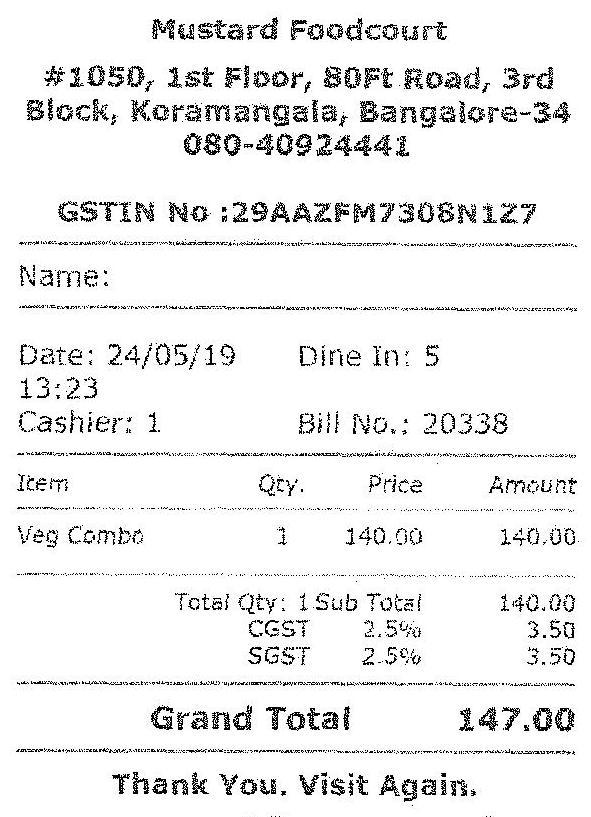 Mustard Foodcourt
#1050, 1st Floor, 80Ft Road, 3rd
Block, Koramangala, Bangalore-34
080-40924441
GSTIN No :29AAZFM7308N1Z7
Name:
Date: 24/05/19 Dine In: 5
13:23
Cashier: 1 Bill No.: 20338
Item Qty. Price Amount
Veg Combo 1 140.00 140.00
Total Qty: 1 Sub Total 140.00
CGST 2.5% 3.50
SGST 2.5% 3.50
Grand Total 147.00
Thank You. Visit Again.